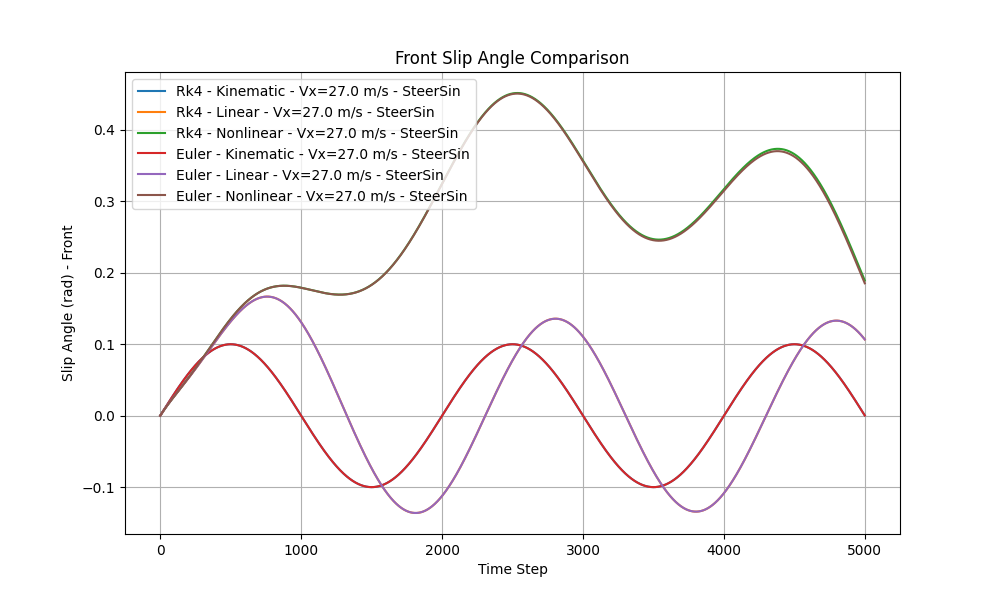 Front Slip Angle Comparison
Rk4 - Kinematic - Vx=27.0 m/s - SteerSin
Rk4 - Linear - Vx=27.0 m/s - SteerSin
Rk4 - Nonlinear - Vx=27.0 m/s - SteerSin
Euler - Kinematic - Vx=27.0 m/s - SteerSin
Euler - Linear - Vx=27.0 m/s - SteerSin
Euler - Nonlinear - Vx=27.0 m/s - SteerSin
Slip Angle (rad) - Front
0.4
0.3
0.2
0.1
0.0
−0.1
0 1000 2000 3000 4000 5000
Time Step